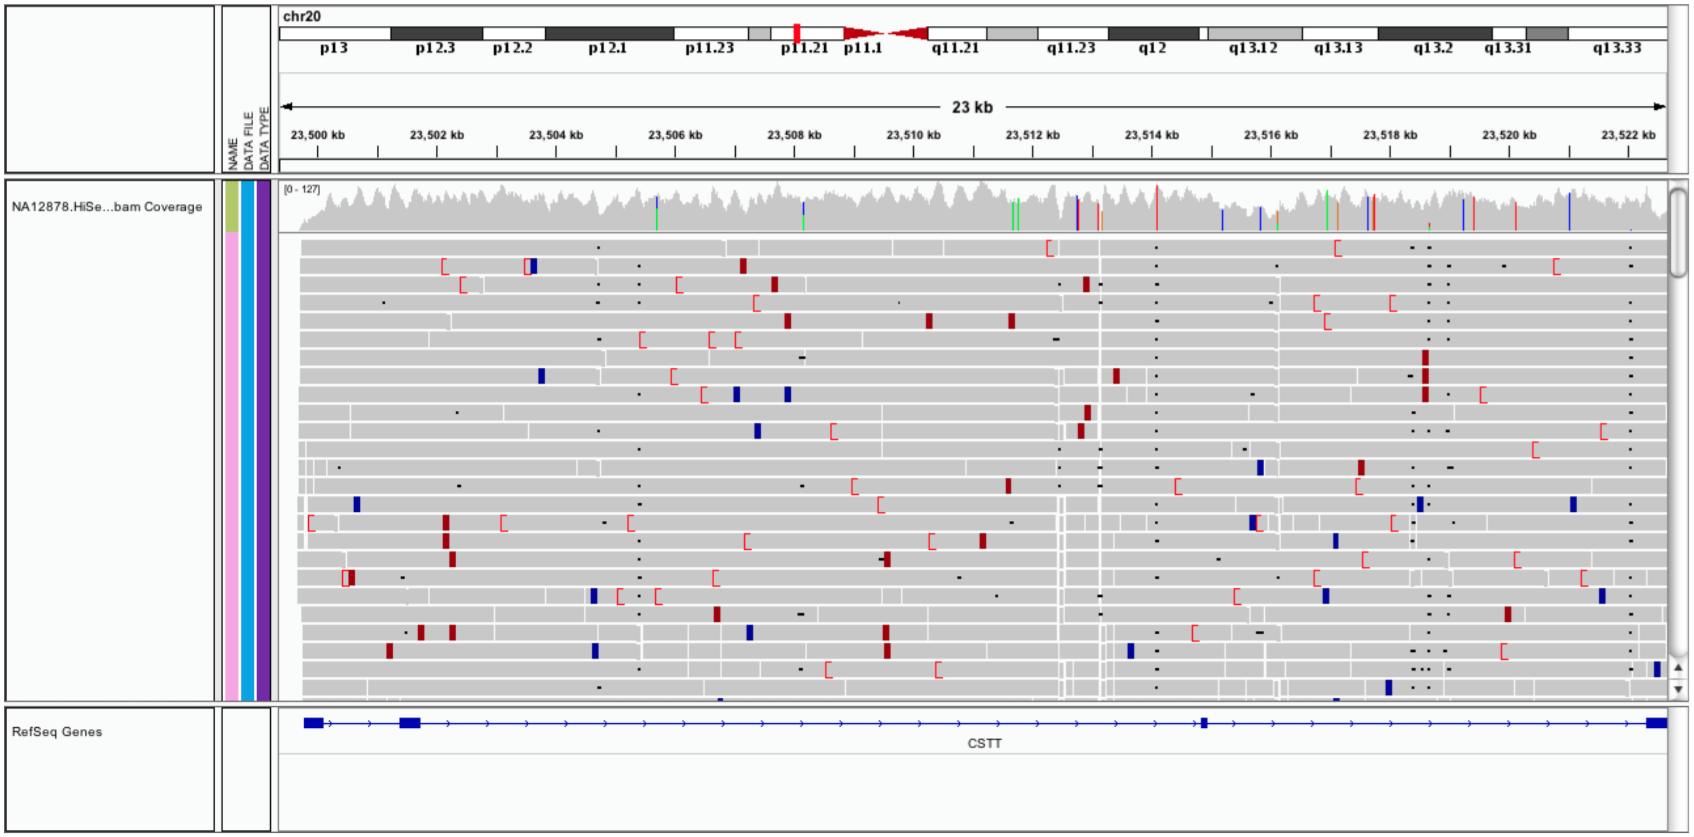 chr20
p13 p12.3 p12.2 p12.1 p11.23 p11.21 p11.1 q11.21 q11.23 q12 q13.12 q13.13 q13.2 q13.31 q13.33
23 kb
23,500 kb 23,502 kb 23,504 kb 23,506 kb 23,508 kb 23,510 kb 23,512 kb 23,514 kb 23,516 kb 23,518 kb 23,520 kb 23,522 kb
NAME
DATA FILE
DATA TYPE
NA12878.HiSe...bam Coverage
[0 - 127]
RefSeq Genes
CSTT